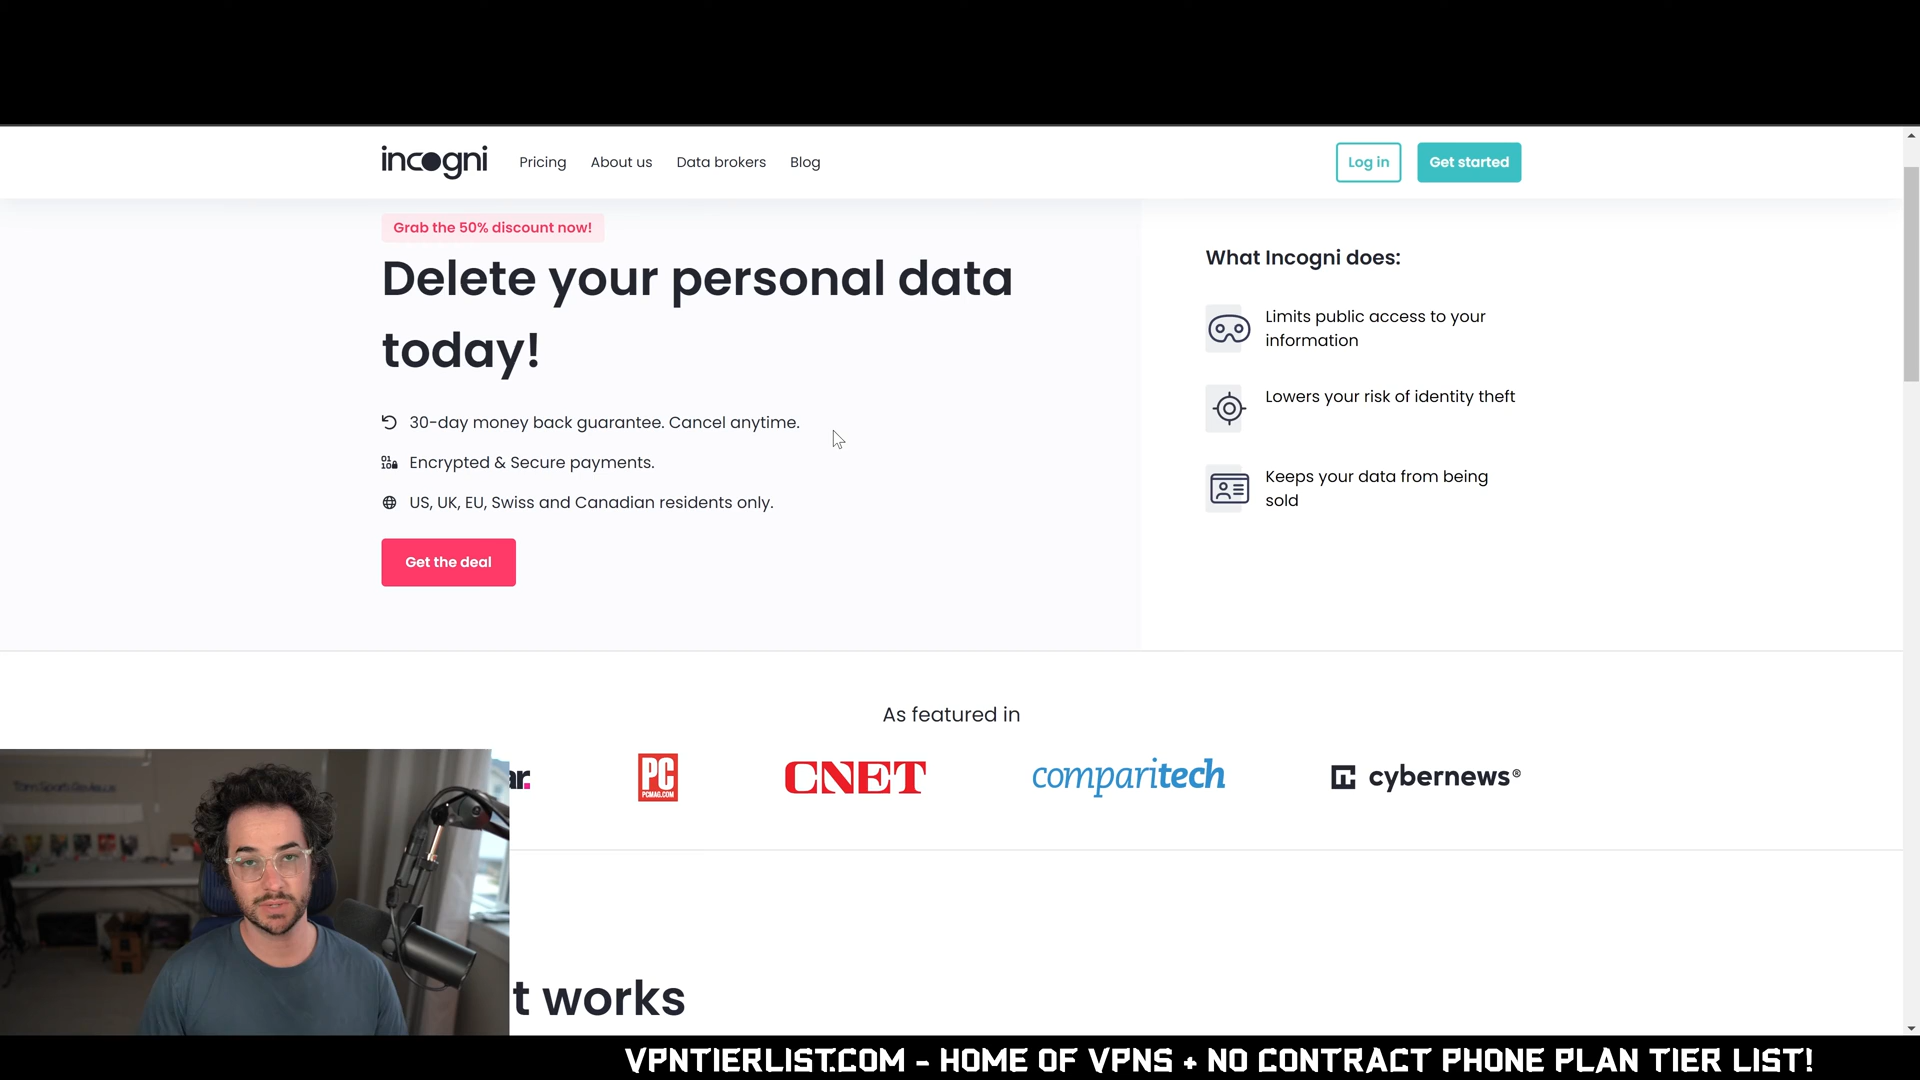 incogni
Pricing
About us
Data brokers
Blog
Log in
Get started
Grab the 50% discount now!
Delete your personal data
today!
30-day money back guarantee. Cancel anytime.
Encrypted & Secure payments.
US, UK, EU, Swiss and Canadian residents only.
Get the deal
What Incogni does:
Limits public access to your
information
Lowers your risk of identity theft
Keeps your data from being
sold
As featured in
ar.
PC
PCMAG.COM
CNET
comparitech
cybernews®
t works
VPNTIERLIST.COM - HOME OF VPNS + NO CONTRACT PHONE PLAN TIER LIST!